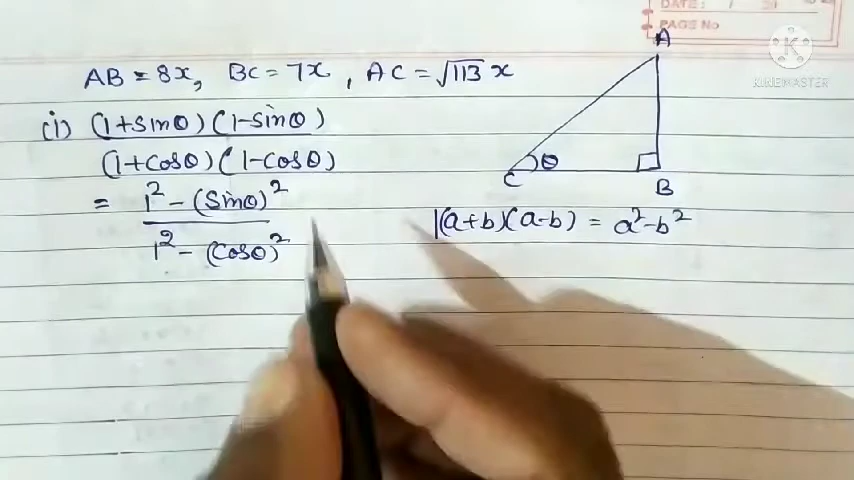 DATE: / 20
PAGE No
KINEMASTER
AB = 8x, BC = 7x, AC = √113 x
A
(i) (1+sinθ)(1-sinθ)
(1+cosθ)(1-cosθ)
θ
C
B
= 1² - (sinθ)²
1² - (cosθ)²
(a+b)(a-b) = a²-b²